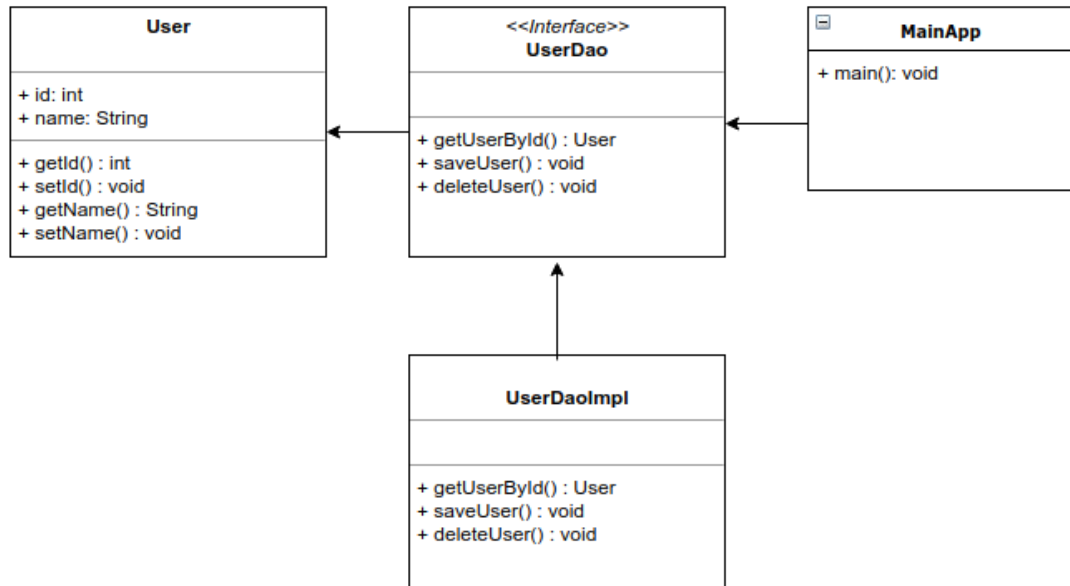 User
+ id: int
+ name: String
+ getId() : int
+ setId() : void
+ getName() : String
+ setName() : void
<<Interface>>
UserDao
+ getUserById() : User
+ saveUser() : void
+ deleteUser() : void
MainApp
+ main(): void
UserDaoImpl
+ getUserById() : User
+ saveUser() : void
+ deleteUser() : void